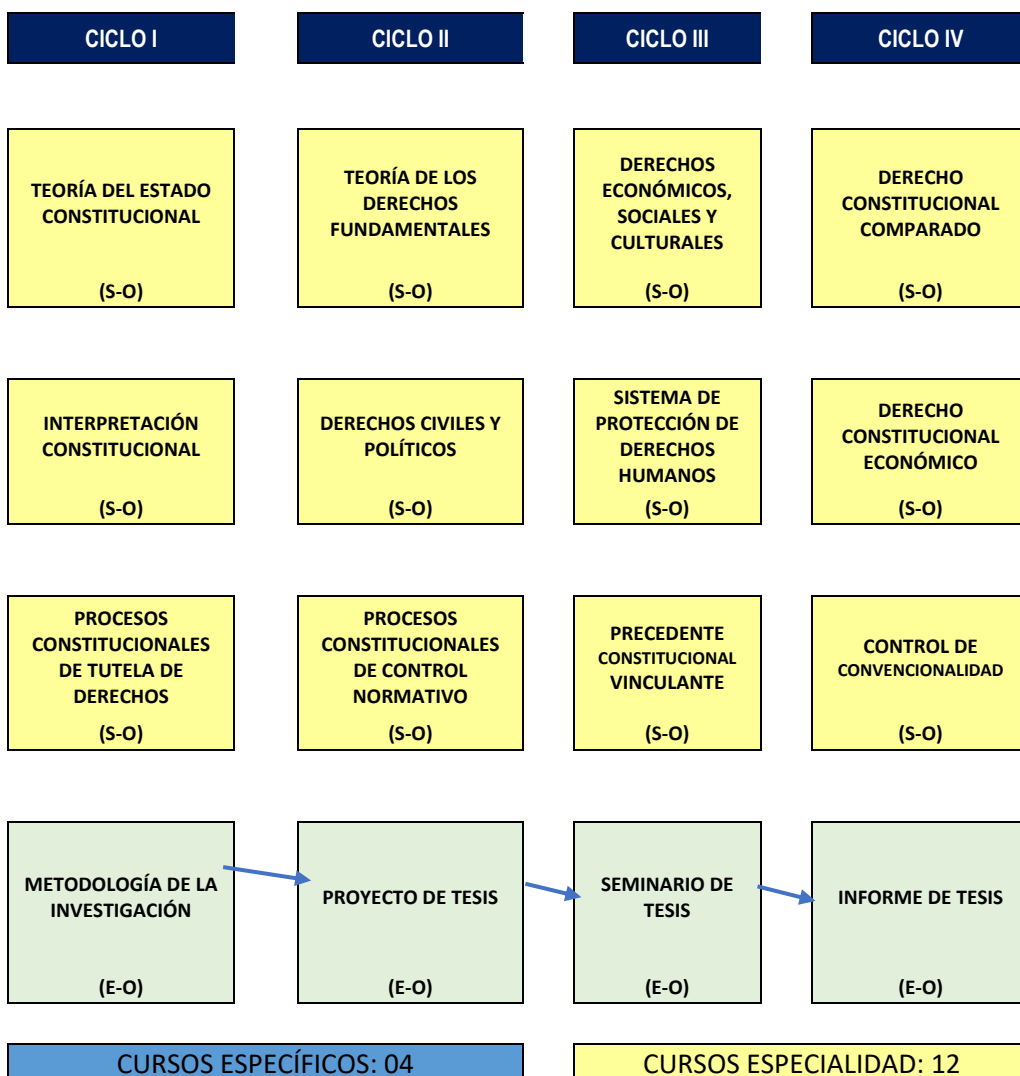 CICLO I
CICLO II
CICLO III
CICLO IV
TEORÍA DEL ESTADO
CONSTITUCIONAL
(S-O)
TEORÍA DE LOS
DERECHOS
FUNDAMENTALES
(S-O)
DERECHOS
ECONÓMICOS,
SOCIALES Y
CULTURALES
(S-O)
DERECHO
CONSTITUCIONAL
COMPARADO
(S-O)
INTERPRETACIÓN
CONSTITUCIONAL
(S-O)
DERECHOS CIVILES Y
POLÍTICOS
(S-O)
SISTEMA DE
PROTECCIÓN DE
DERECHOS
HUMANOS
(S-O)
DERECHO
CONSTITUCIONAL
ECONÓMICO
(S-O)
PROCESOS
CONSTITUCIONALES
DE TUTELA DE
DERECHOS
(S-O)
PROCESOS
CONSTITUCIONALES
DE CONTROL
NORMATIVO
(S-O)
PRECEDENTE
CONSTITUCIONAL
VINCULANTE
(S-O)
CONTROL DE
CONVENCIONALIDAD
(S-O)
METODOLOGÍA DE LA
INVESTIGACIÓN
(E-O)
PROYECTO DE TESIS
(E-O)
SEMINARIO DE
TESIS
(E-O)
INFORME DE TESIS
(E-O)
CURSOS ESPECÍFICOS: 04
CURSOS ESPECIALIDAD: 12